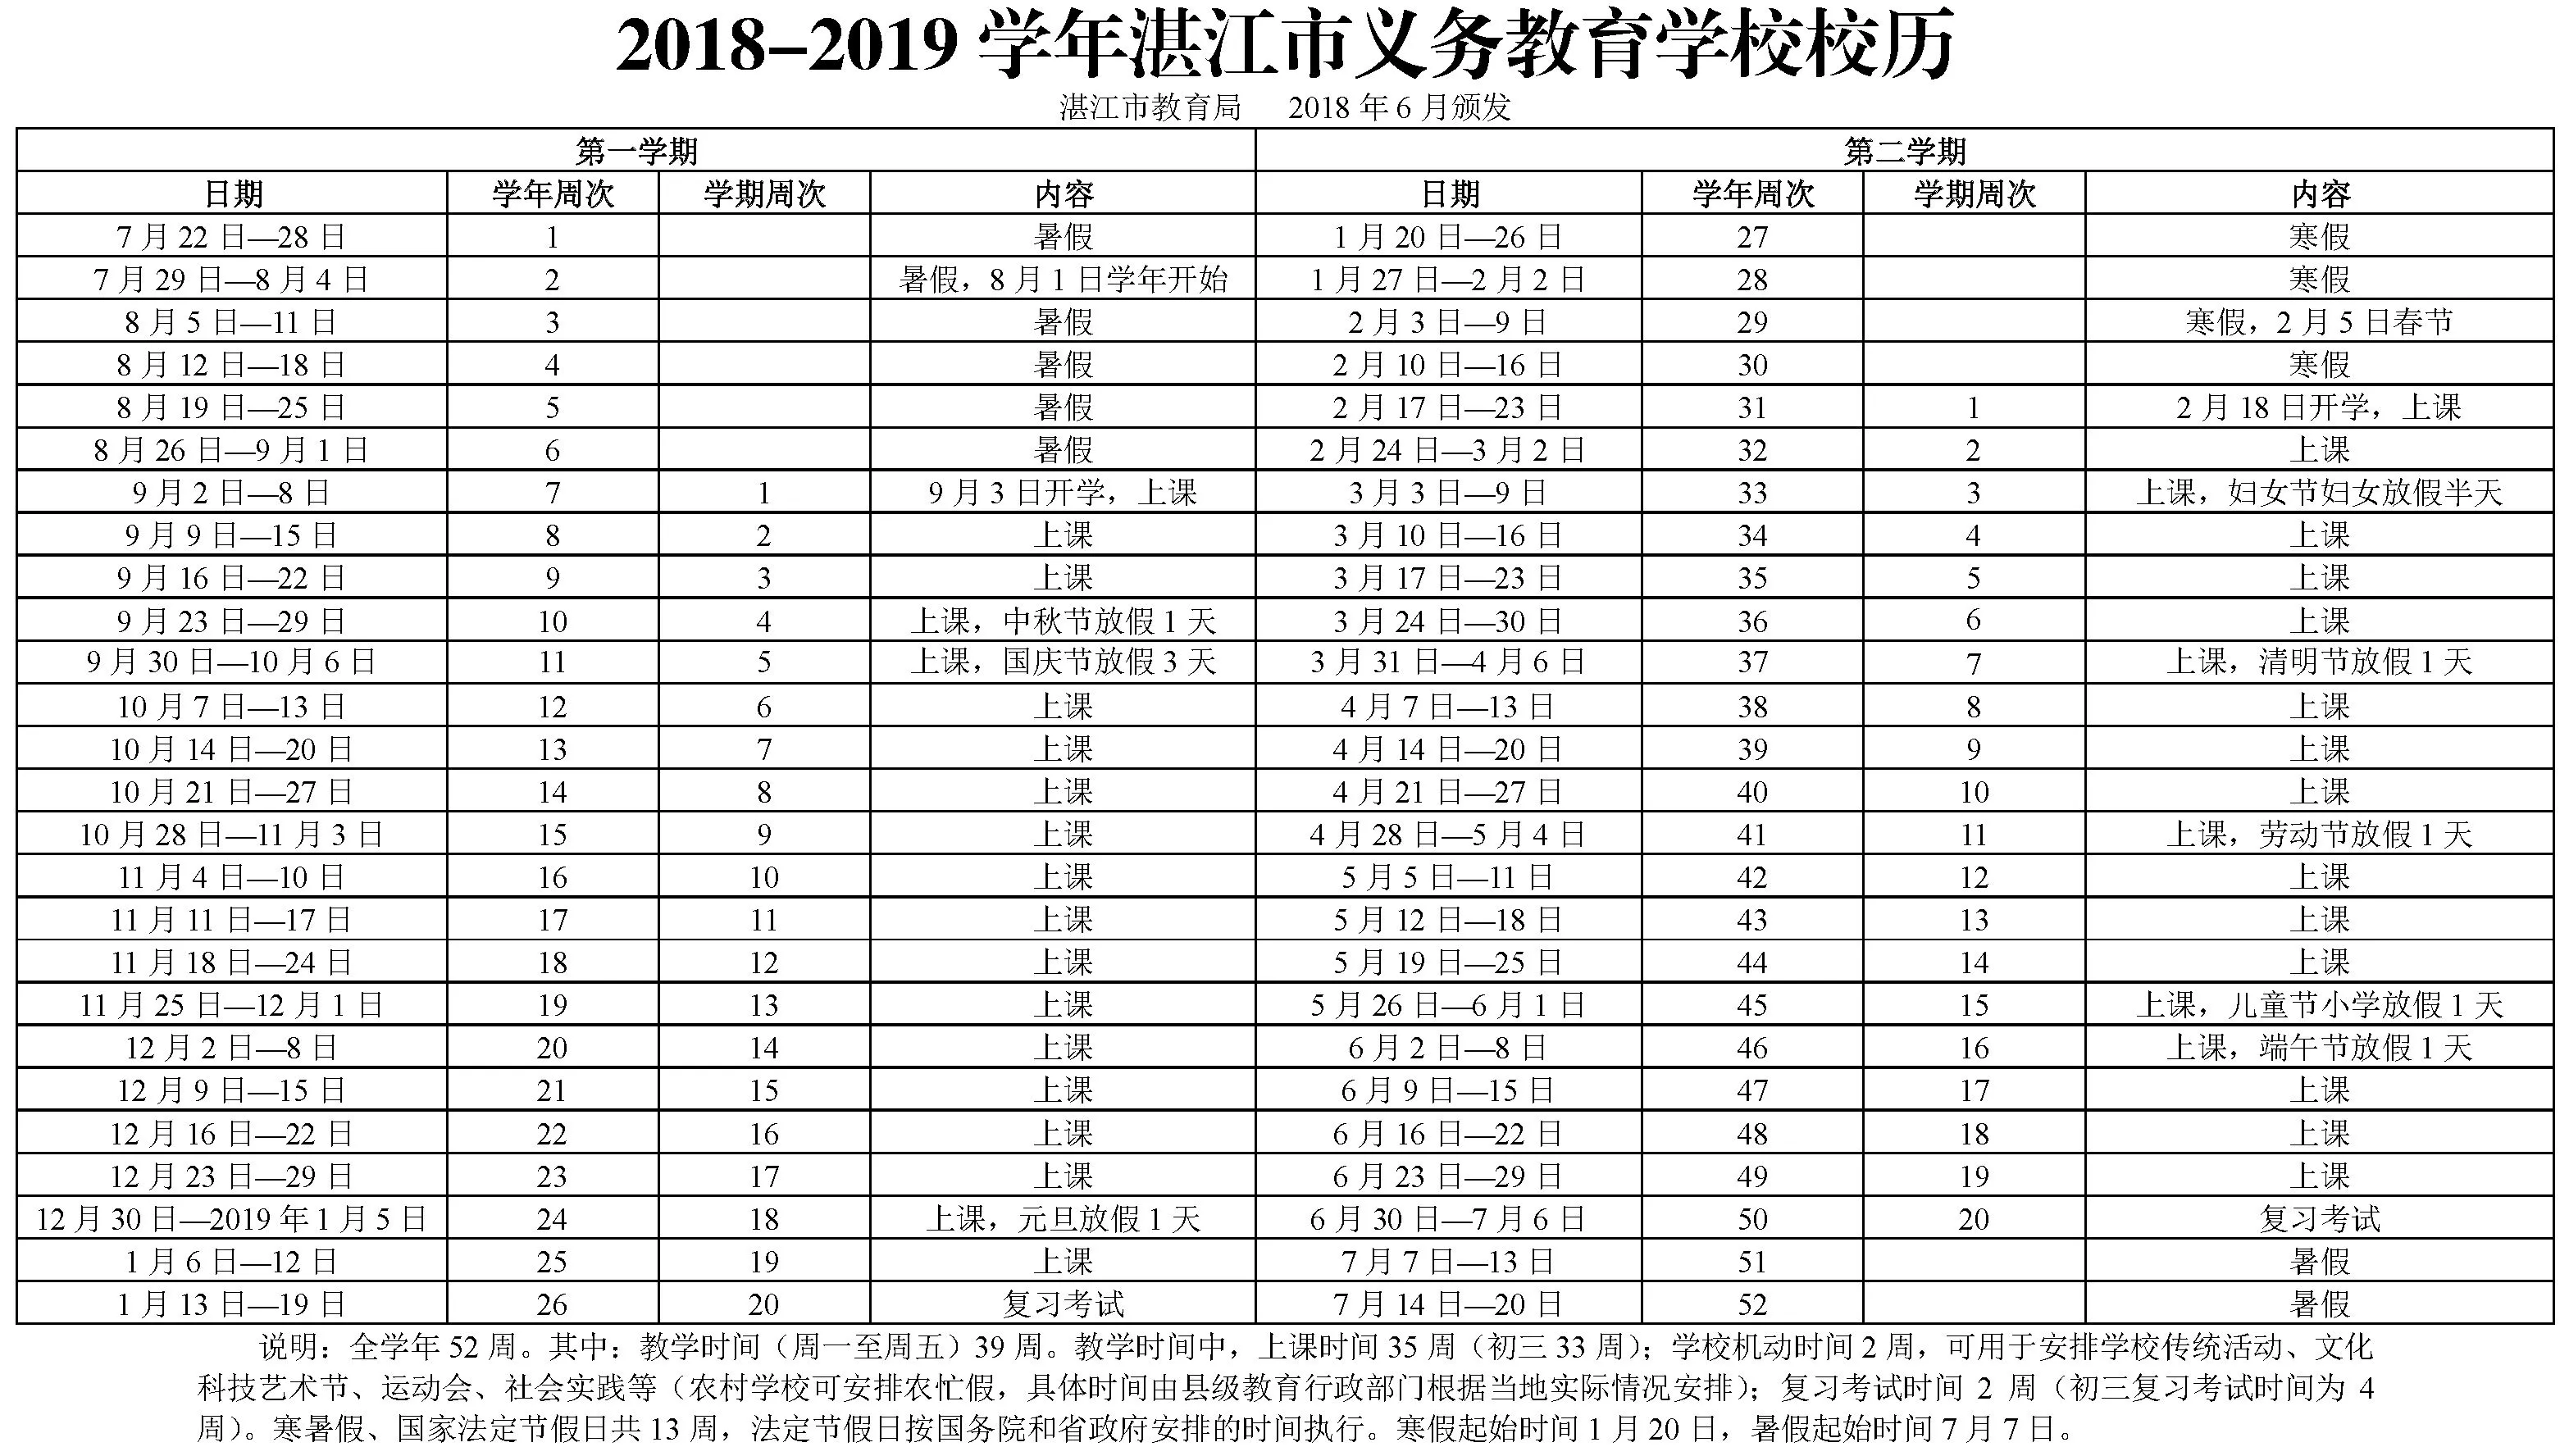 2018-2019 学年湛江市义务教育学校校历
湛江市教育局 2018 年 6 月颁发
第一学期 第二学期
日期 学年周次 学期周次 内容 日期 学年周次 学期周次 内容
7 月 22 日—28 日 1 暑假 1 月 20 日—26 日 27 寒假
7 月 29 日—8 月 4 日 2 暑假，8 月 1 日学年开始 1 月 27 日—2 月 2 日 28 寒假
8 月 5 日—11 日 3 暑假 2 月 3 日—9 日 29 寒假，2 月 5 日春节
8 月 12 日—18 日 4 暑假 2 月 10 日—16 日 30 寒假
8 月 19 日—25 日 5 暑假 2 月 17 日—23 日 31 1 2 月 18 日开学，上课
8 月 26 日—9 月 1 日 6 暑假 2 月 24 日—3 月 2 日 32 2 上课
9 月 2 日—8 日 7 1 9 月 3 日开学，上课 3 月 3 日—9 日 33 3 上课，妇女节妇女放假半天
9 月 9 日—15 日 8 2 上课 3 月 10 日—16 日 34 4 上课
9 月 16 日—22 日 9 3 上课 3 月 17 日—23 日 35 5 上课
9 月 23 日—29 日 10 4 上课，中秋节放假 1 天 3 月 24 日—30 日 36 6 上课
9 月 30 日—10 月 6 日 11 5 上课，国庆节放假 3 天 3 月 31 日—4 月 6 日 37 7 上课，清明节放假 1 天
10 月 7 日—13 日 12 6 上课 4 月 7 日—13 日 38 8 上课
10 月 14 日—20 日 13 7 上课 4 月 14 日—20 日 39 9 上课
10 月 21 日—27 日 14 8 上课 4 月 21 日—27 日 40 10 上课
10 月 28 日—11 月 3 日 15 9 上课 4 月 28 日—5 月 4 日 41 11 上课，劳动节放假 1 天
11 月 4 日—10 日 16 10 上课 5 月 5 日—11 日 42 12 上课
11 月 11 日—17 日 17 11 上课 5 月 12 日—18 日 43 13 上课
11 月 18 日—24 日 18 12 上课 5 月 19 日—25 日 44 14 上课
11 月 25 日—12 月 1 日 19 13 上课 5 月 26 日—6 月 1 日 45 15 上课，儿童节小学放假 1 天
12 月 2 日—8 日 20 14 上课 6 月 2 日—8 日 46 16 上课，端午节放假 1 天
12 月 9 日—15 日 21 15 上课 6 月 9 日—15 日 47 17 上课
12 月 16 日—22 日 22 16 上课 6 月 16 日—22 日 48 18 上课
12 月 23 日—29 日 23 17 上课 6 月 23 日—29 日 49 19 上课
12 月 30 日—2019 年 1 月 5 日 24 18 上课，元旦放假 1 天 6 月 30 日—7 月 6 日 50 20 复习考试
1 月 6 日—12 日 25 19 上课 7 月 7 日—13 日 51 暑假
1 月 13 日—19 日 26 20 复习考试 7 月 14 日—20 日 52 暑假
说明：全学年 52 周。其中：教学时间（周一至周五）39 周。教学时间中，上课时间 35 周（初三 33 周）；学校机动时间 2 周，可用于安排学校传统活动、文化
科技艺术节、运动会、社会实践等（农村学校可安排农忙假，具体时间由县级教育行政部门根据当地实际情况安排）；复习考试时间 2 周（初三复习考试时间为 4
周）。寒暑假、国家法定节假日共 13 周，法定节假日按国务院和省政府安排的时间执行。寒假起始时间 1 月 20 日，暑假起始时间 7 月 7 日。